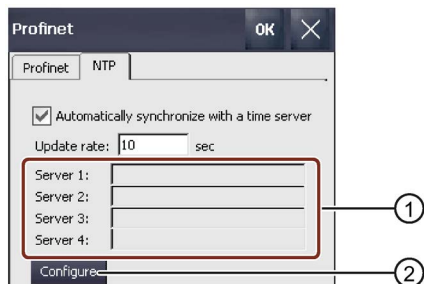 Profinet OK
Profinet NTP
Automatically synchronize with a time server
Update rate: 10 sec
Server 1:
Server 2:
Server 3:
Server 4:
1
Configure
2